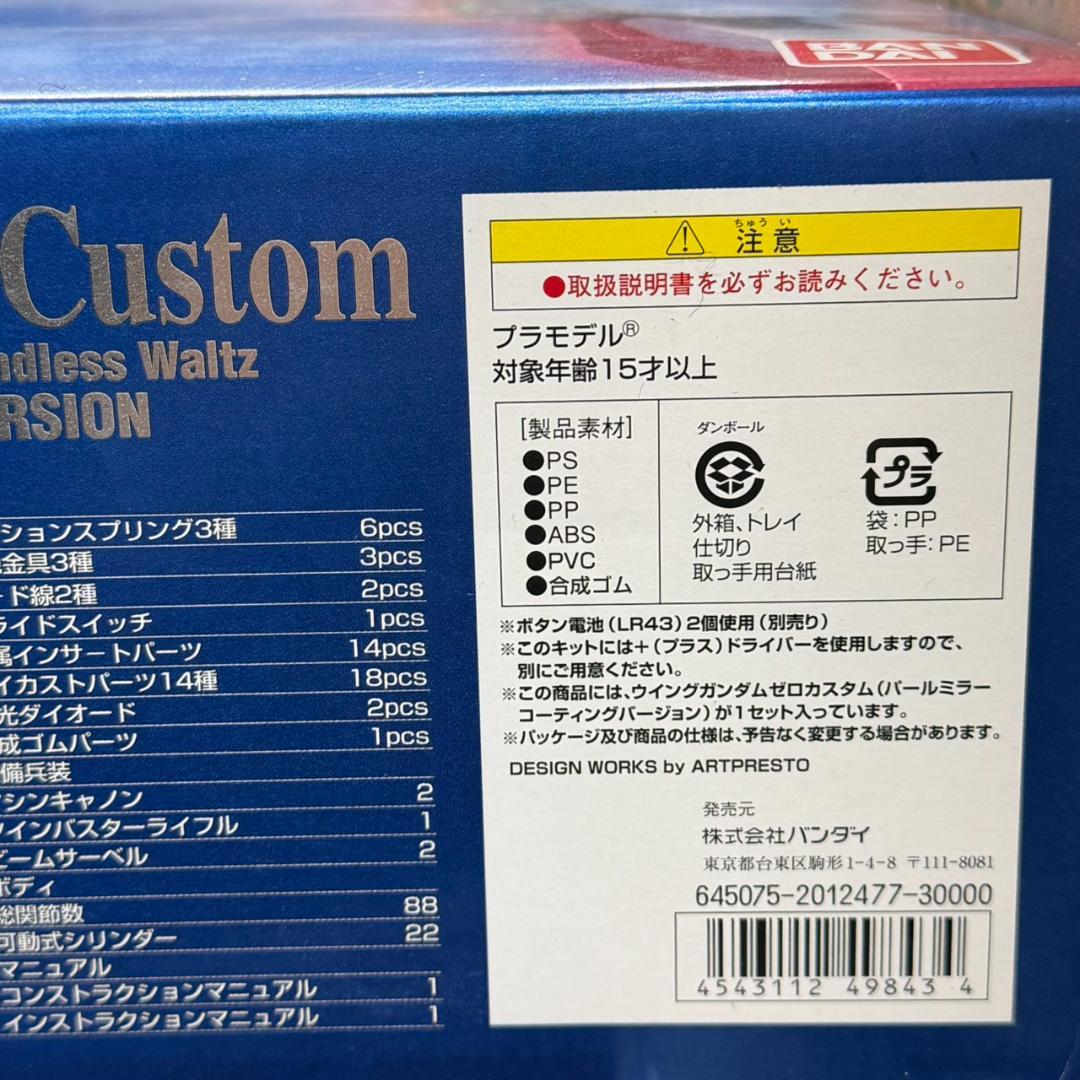 BAN
DAI
Custom
ndless Waltz
RSION
ションスプリング3種 6pcs
金具3種 3pcs
ード線2種 2pcs
ライドスイッチ 1pcs
属インサートパーツ 14pcs
イカストパーツ14種 18pcs
光ダイオード 2pcs
成ゴムパーツ 1pcs
備兵装
マシンキャノン 2
ツインバスターライフル 1
ビームサーベル 2
ボディ
総関節数 88
可動式シリンダー 22
マニュアル
コンストラクションマニュアル 1
インストラクションマニュアル 1
ちゅうい
注意
●取扱説明書を必ずお読みください。
プラモデル®
対象年齢15才以上
[製品素材]
●PS
●PE
●PP
●ABS
●PVC
●合成ゴム
ダンボール
外箱、トレイ
仕切り
取っ手用台紙
プラ
袋:PP
取っ手:PE
※ボタン電池(LR43)2個使用(別売り)
※このキットには+(プラス)ドライバーを使用しますので、
別にご用意ください。
※この商品には、ウイングガンダムゼロカスタム(パールミラー
コーティングバージョン)が1セット入っています。
※パッケージ及び商品の仕様は、予告なく変更する場合があります。
DESIGN WORKS by ARTPRESTO
発売元
株式会社バンダイ
東京都台東区駒形1-4-8 〒111-8081
645075-2012477-30000
4543112 49843 4